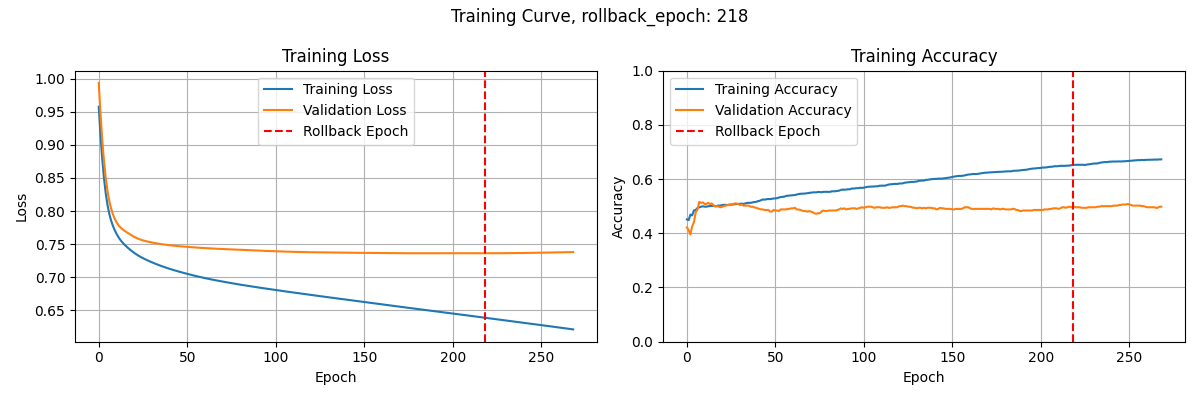 Training Curve, rollback_epoch: 218
Training Loss
1.00
0.95
0.90
0.85
0.80
0.75
0.70
0.65
Loss
Training Loss
Validation Loss
Rollback Epoch
0 50 100 150 200 250
Epoch
Training Accuracy
1.0
0.8
0.6
0.4
0.2
0.0
Accuracy
Training Accuracy
Validation Accuracy
Rollback Epoch
0 50 100 150 200 250
Epoch